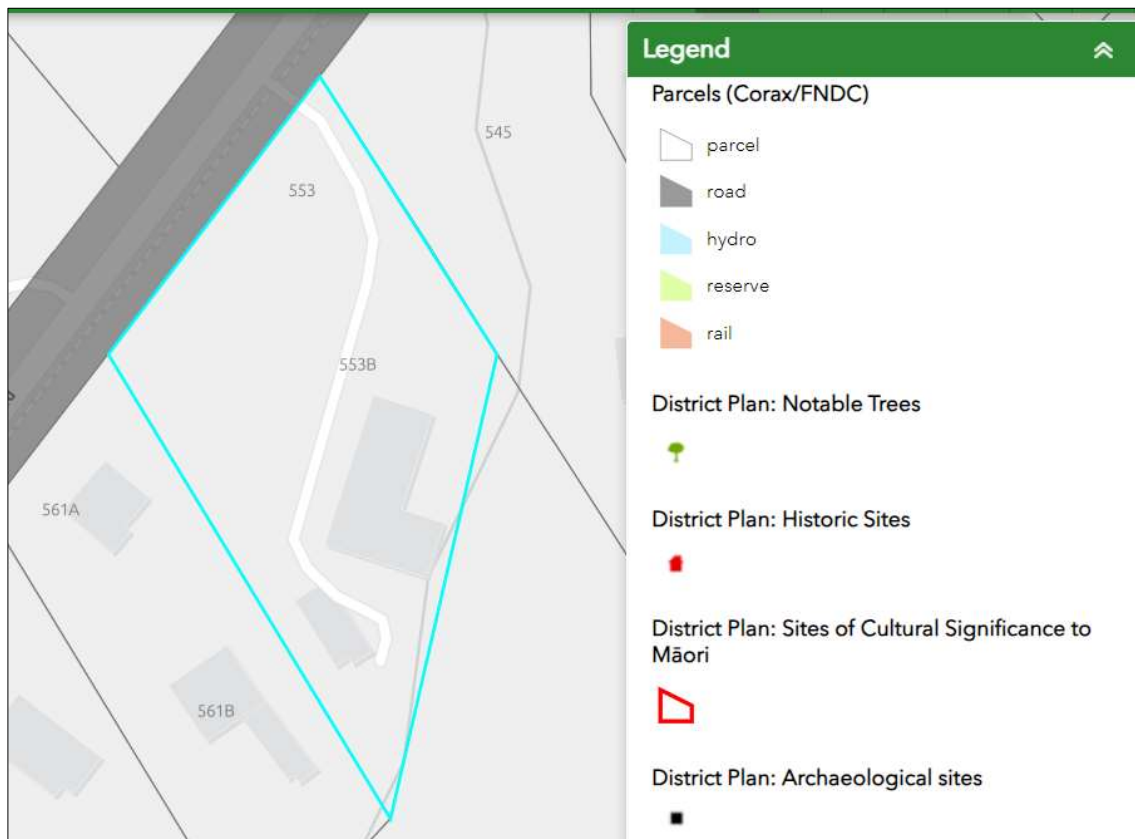 545
553
553B
561A
561B
Legend
Parcels (Corax/FNDC)
parcel
road
hydro
reserve
rail
District Plan: Notable Trees
District Plan: Historic Sites
District Plan: Sites of Cultural Significance to
Māori
District Plan: Archaeological sites